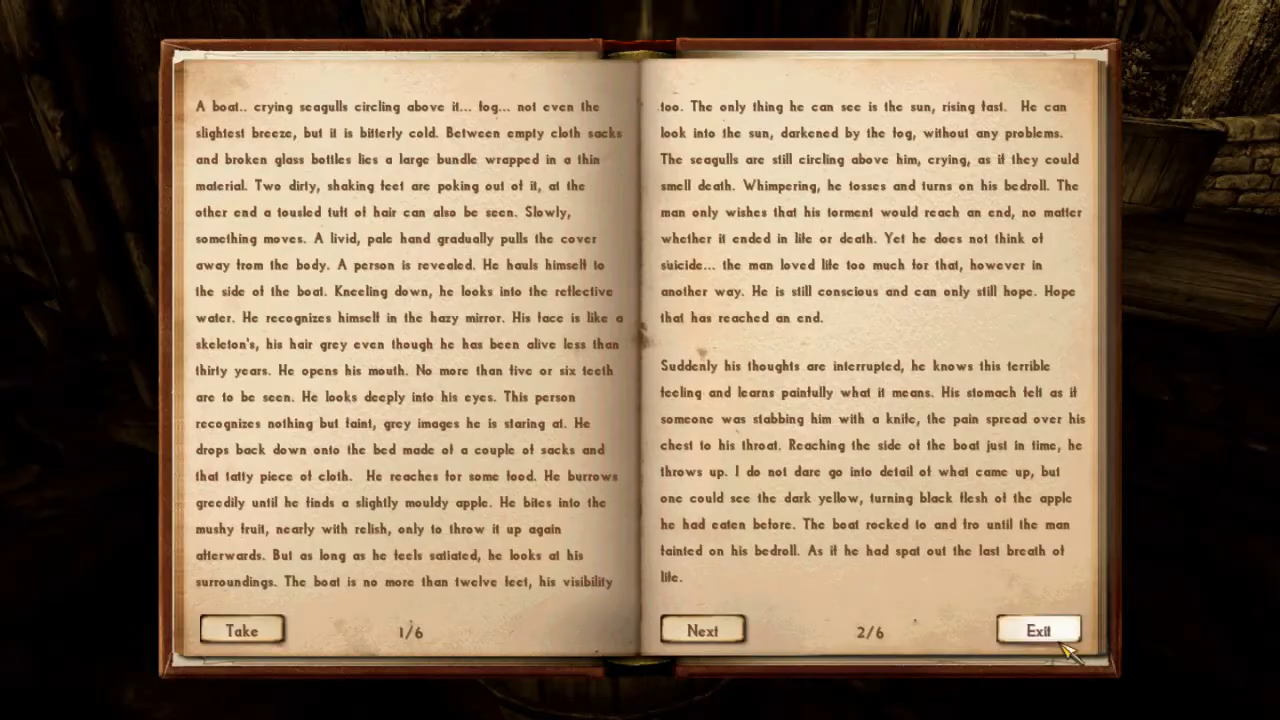 A boat.. crying seagulls circling above it... fog... not even the
slightest breeze, but it is bitterly cold. Between empty cloth sacks
and broken glass bottles lies a large bundle wrapped in a thin
material. Two dirty, shaking feet are poking out of it, at the
other end a tousled tuft of hair can also be seen. Slowly,
something moves. A livid, pale hand gradually pulls the cover
away from the body. A person is revealed. He hauls himself to
the side of the boat. Kneeling down, he looks into the reflective
water. He recognizes himself in the hazy mirror. His face is like a
skeleton's, his hair grey even though he has been alive less than
thirty years. He opens his mouth. No more than five or six teeth
are to be seen. He looks deeply into his eyes. This person
recognizes nothing but faint, grey images he is staring at. He
drops back down onto the bed made of a couple of sacks and
that tatty piece of cloth. He reaches for some food. He burrows
greedily until he finds a slightly mouldy apple. He bites into the
mushy fruit, nearly with relish, only to throw it up again
afterwards. But as long as he feels satiated, he looks at his
surroundings. The boat is no more than twelve feet, his visibility
too. The only thing he can see is the sun, rising fast. He can
look into the sun, darkened by the fog, without any problems.
The seagulls are still circling above him, crying, as if they could
smell death. Whimpering, he tosses and turns on his bedroll. The
man only wishes that his torment would reach an end, no matter
whether it ended in life or death. Yet he does not think of
suicide... the man loved life too much for that, however in
another way. He is still conscious and can only still hope. Hope
that has reached an end.
Suddenly his thoughts are interrupted, he knows this terrible
feeling and learns painfully what it means. His stomach felt as if
someone was stabbing him with a knife, the pain spread over his
chest to his throat. Reaching the side of the boat just in time, he
throws up. I do not dare go into detail of what came up, but
one could see the dark yellow, turning black flesh of the apple
he had eaten before. The boat rocked to and fro until the man
fainted on his bedroll. As if he had spat out the last breath of
life.
Take
1/6
Next
2/6
Exit